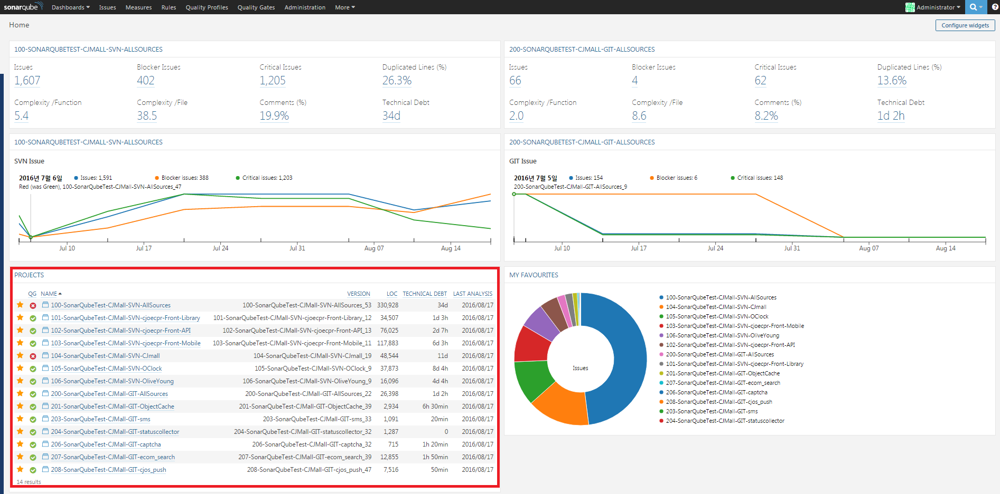 sonarqube Dashboards Issues Measures Rules Quality Profiles Quality Gates Administration More Administrator ?
Home Configure widgets
100-SONARQUBETEST-CJMALL-SVN-ALLSOURCES
Issues Blocker Issues Critical Issues Duplicated Lines (%)
1,607 402 1,205 26.3%
Complexity /Function Complexity /File Comments (%) Technical Debt
5.4 38.5 19.9% 34d
200-SONARQUBETEST-CJMALL-GIT-ALLSOURCES
Issues Blocker Issues Critical Issues Duplicated Lines (%)
66 4 62 13.6%
Complexity /Function Complexity /File Comments (%) Technical Debt
2.0 8.6 8.2% 1d 2h
100-SONARQUBETEST-CJMALL-SVN-ALLSOURCES
SVN Issue
2016년 7월 6일 Issues: 1,591 Blocker issues: 388 Critical issues: 1,203
Red (was Green), 100-SonarQubeTest-CJMall-SVN-AllSources_47
Jul 10 Jul 17 Jul 24 Jul 31 Aug 07 Aug 14
200-SONARQUBETEST-CJMALL-GIT-ALLSOURCES
GIT Issue
2016년 7월 5일 Issues: 154 Blocker issues: 6 Critical issues: 148
200-SonarQubeTest-CJMall-GIT-AllSources_9
Jul 10 Jul 17 Jul 24 Jul 31 Aug 07 Aug 14
PROJECTS
QG NAME VERSION LOC TECHNICAL DEBT LAST ANALYSIS
100-SonarQubeTest-CJMall-SVN-AllSources 100-SonarQubeTest-CJMall-SVN-AllSources_53 330,928 34d 2016/08/17
101-SonarQubeTest-CJMall-SVN-cjoecpr-Front-Library 101-SonarQubeTest-CJMall-SVN-cjoecpr-Front-Library_12 34,507 1d 3h 2016/08/17
102-SonarQubeTest-CJMall-SVN-cjoecpr-Front-API 102-SonarQubeTest-CJMall-SVN-cjoecpr-Front-API_13 76,025 2d 7h 2016/08/17
103-SonarQubeTest-CJMall-SVN-cjoecpr-Front-Mobile 103-SonarQubeTest-CJMall-SVN-cjoecpr-Front-Mobile_11 117,883 6d 3h 2016/08/17
104-SonarQubeTest-CJMall-SVN-CJmall 104-SonarQubeTest-CJMall-SVN-CJmall_19 48,544 11d 2016/08/17
105-SonarQubeTest-CJMall-SVN-OClock 105-SonarQubeTest-CJMall-SVN-OClock_9 37,873 8d 4h 2016/08/17
106-SonarQubeTest-CJMall-SVN-OliveYoung 106-SonarQubeTest-CJMall-SVN-OliveYoung_9 16,096 4d 4h 2016/08/17
200-SonarQubeTest-CJMall-GIT-AllSources 200-SonarQubeTest-CJMall-GIT-AllSources_22 26,398 1d 2h 2016/08/17
201-SonarQubeTest-CJMall-GIT-ObjectCache 201-SonarQubeTest-CJMall-GIT-ObjectCache_39 2,934 6h 30min 2016/08/17
203-SonarQubeTest-CJMall-GIT-sms 203-SonarQubeTest-CJMall-GIT-sms_33 1,091 20min 2016/08/17
204-SonarQubeTest-CJMall-GIT-statuscollector 204-SonarQubeTest-CJMall-GIT-statuscollector_32 1,287 0 2016/08/17
206-SonarQubeTest-CJMall-GIT-captcha 206-SonarQubeTest-CJMall-GIT-captcha_32 715 1h 20min 2016/08/17
207-SonarQubeTest-CJMall-GIT-ecom_search 207-SonarQubeTest-CJMall-GIT-ecom_search_39 12,855 1h 50min 2016/08/17
208-SonarQubeTest-CJMall-GIT-cjos_push 208-SonarQubeTest-CJMall-GIT-cjos_push_47 7,516 50min 2016/08/17
14 results
MY FAVOURITES
Issues
100-SonarQubeTest-CJMall-SVN-AllSources
104-SonarQubeTest-CJMall-SVN-CJmall
105-SonarQubeTest-CJMall-SVN-OClock
103-SonarQubeTest-CJMall-SVN-cjoecpr-Front-Mobile
106-SonarQubeTest-CJMall-SVN-OliveYoung
102-SonarQubeTest-CJMall-SVN-cjoecpr-Front-API
200-SonarQubeTest-CJMall-GIT-AllSources
101-SonarQubeTest-CJMall-SVN-cjoecpr-Front-Library
201-SonarQubeTest-CJMall-GIT-ObjectCache
207-SonarQubeTest-CJMall-GIT-ecom_search
206-SonarQubeTest-CJMall-GIT-captcha
208-SonarQubeTest-CJMall-GIT-cjos_push
203-SonarQubeTest-CJMall-GIT-sms
204-SonarQubeTest-CJMall-GIT-statuscollector